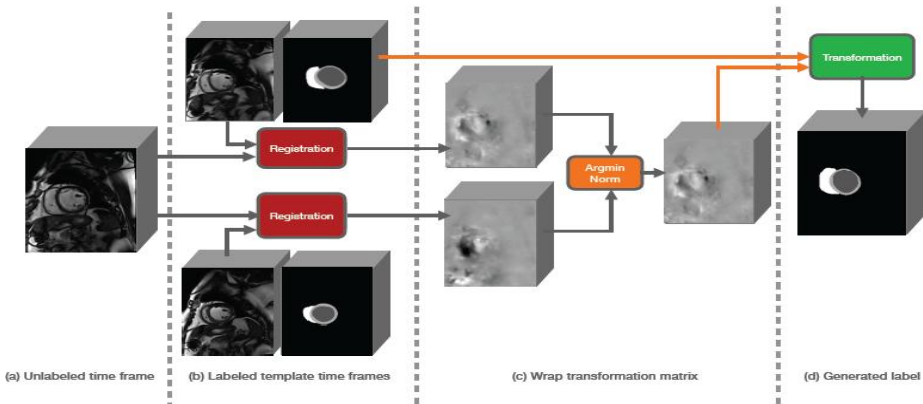 Transformation
Registration
Argmin
Norm
Registration
(a) Unlabeled time frame
(b) Labeled template time frames
(c) Wrap transformation matrix
(d) Generated label